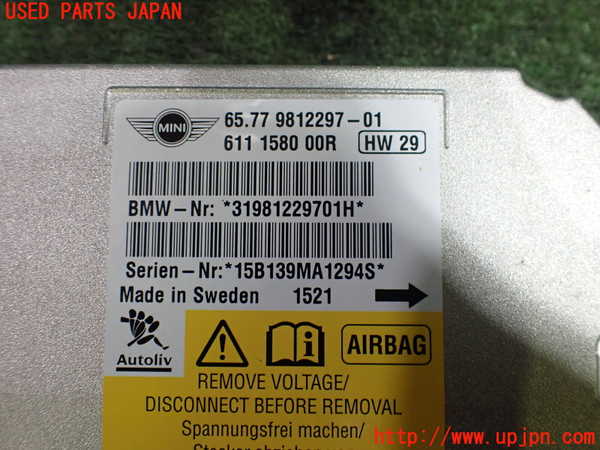 USED PARTS JAPAN
MINI
65.77 9812297-01
611 1580 00R HW 29
BMW-Nr: *31981229701H*
Serien-Nr:*15B139MA1294S*
Made in Sweden 1521
Autoliv
AIRBAG
REMOVE VOLTAGE/
DISCONNECT BEFORE REMOVAL
Spannungsfrei machen/
http://www.upjpn.com/